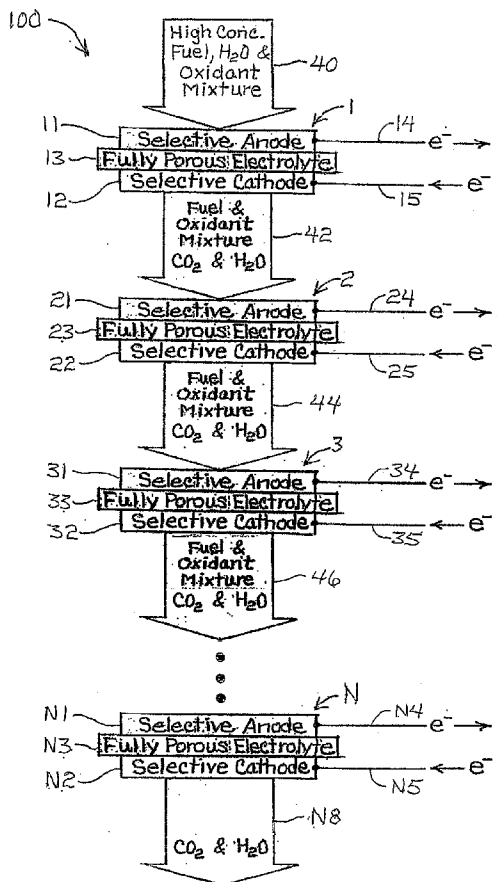 100
High Conc.
Fuel, H₂O &
Oxidant
Mixture
40
1
11
Selective Anode
14
e⁻
13
Fully Porous Electrolyte
12
Selective Cathode
15
e⁻
Fuel &
Oxidant
Mixture
CO₂ & H₂O
42
2
21
Selective Anode
24
e⁻
23
Fully Porous Electrolyte
22
Selective Cathode
25
e⁻
Fuel &
Oxidant
Mixture
CO₂ & H₂O
44
3
31
Selective Anode
34
e⁻
33
Fully Porous Electrolyte
32
Selective Cathode
35
e⁻
Fuel &
Oxidant
Mixture
CO₂ & H₂O
46
N
N1
Selective Anode
N4
e⁻
N3
Fully Porous Electrolyte
N2
Selective Cathode
N5
e⁻
N8
CO₂ & H₂O